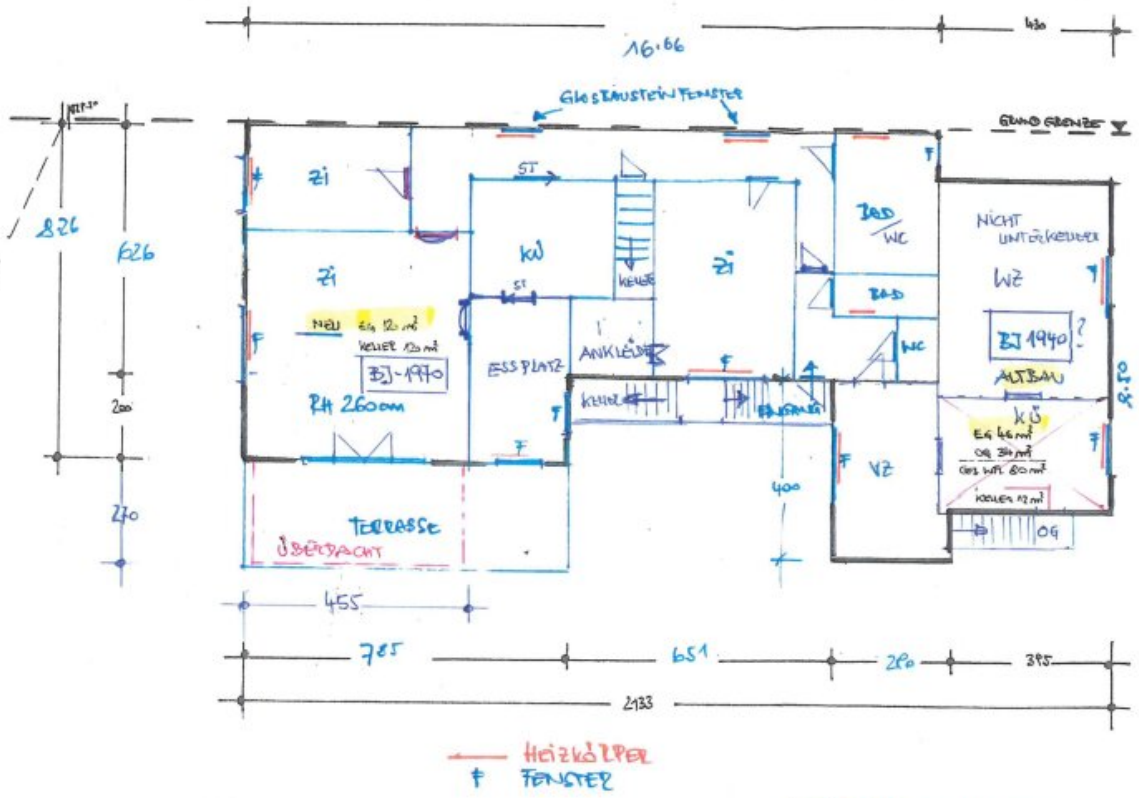 16.66
430
GLASBAUSTEINFENSTER
GRUNDGRENZE
ST
F
Zi
F
826
626
BAD
/WC
NICHT
UNTERKELLERT
KÜ
Zi
Zi
KELLER
WZ
F
ST
BAD
NEU EG 120 m²
KELLER 120 m²
BJ-1970
BJ 1940 ?
F
ESSPLATZ
ANKLEIDE
WC
F
ALTBAU
8.50
200
RH 260cm
KELLER
EINGANG
KÜ
F
EG 46 m²
OG 34 m²
GES WFL 80 m²
F
VZ
F
F
400
KELLER 12 m²
270
TERRASSE
ÜBERDACHT
OG
455
785
651
280
395
2133
HEIZKÖRPER
F FENSTER